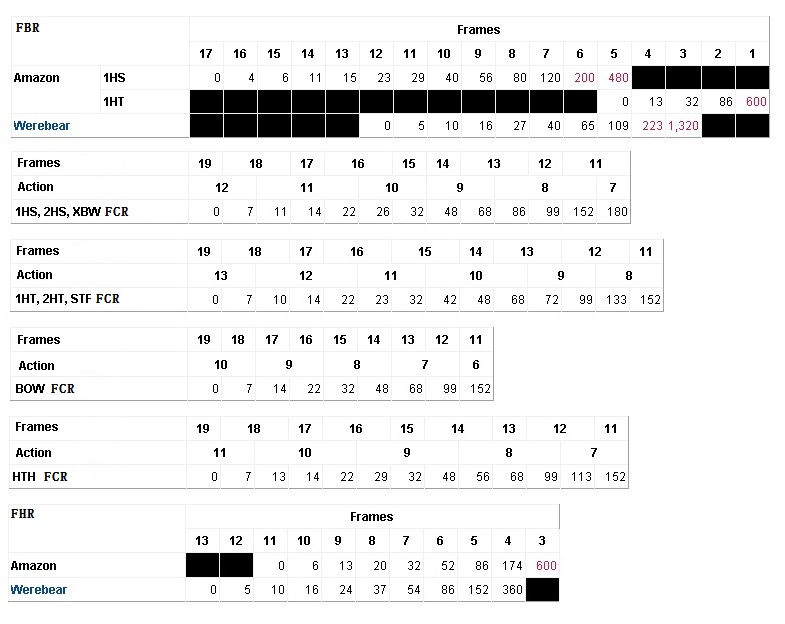 FBR Frames
17 16 15 14 13 12 11 10 9 8 7 6 5 4 3 2 1
Amazon 1HS 0 4 6 11 15 23 29 40 56 80 120 200 480
1HT 0 13 32 86 600
Werebear 0 5 10 16 27 40 65 109 223 1,320
Frames 19 18 17 16 15 14 13 12 11
Action 12 11 10 9 8 7
1HS, 2HS, XBW FCR 0 7 11 14 22 26 32 48 68 86 99 152 180
Frames 19 18 17 16 15 14 13 12 11
Action 13 12 11 10 9 8
1HT, 2HT, STF FCR 0 7 10 14 22 23 32 42 48 68 72 99 133 152
Frames 19 18 17 16 15 14 13 12 11
Action 10 9 8 7 6
BOW FCR 0 7 14 22 32 48 68 99 152
Frames 19 18 17 16 15 14 13 12 11
Action 11 10 9 8 7
HTH FCR 0 7 13 14 22 29 32 48 56 68 99 113 152
FHR Frames
13 12 11 10 9 8 7 6 5 4 3
Amazon 0 6 13 20 32 52 86 174 600
Werebear 0 5 10 16 24 37 54 86 152 360